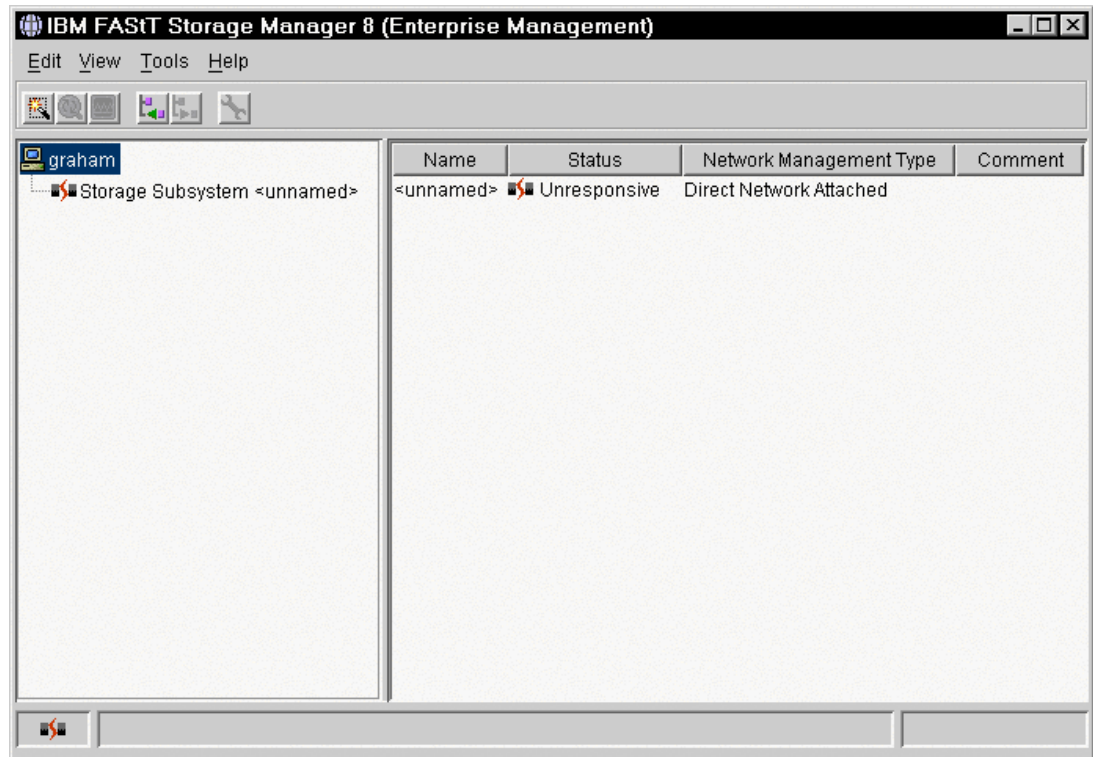 IBM FAStT Storage Manager 8 (Enterprise Management)
Edit View Tools Help
graham
Storage Subsystem <unnamed>
Name Status Network Management Type Comment
<unnamed> Unresponsive Direct Network Attached